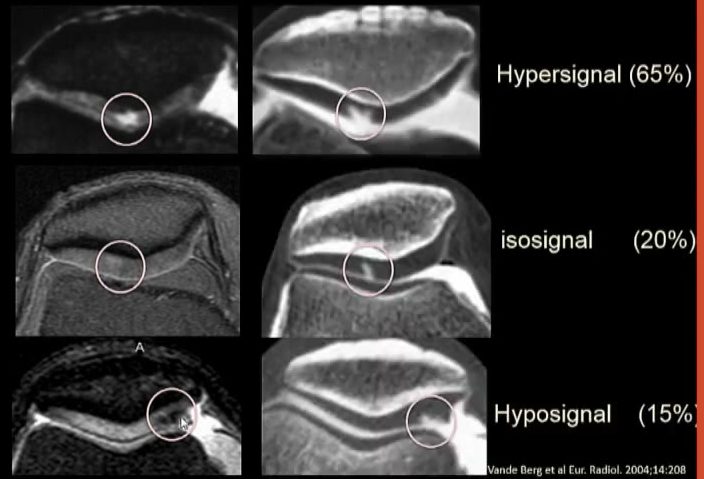 Hypersignal (65%)
isosignal (20%)
A
Hyposignal (15%)
Vande Berg et al Eur. Radiol. 2004;14:208